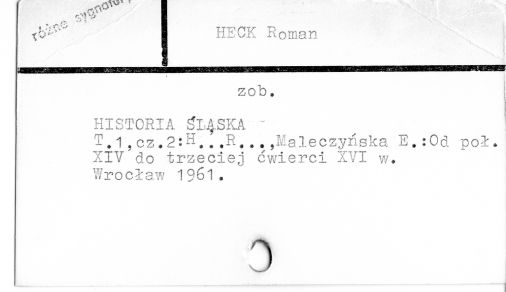 różne sygnatury
HECK Roman
zob.
HISTORIA ŚLĄSKA
T.1,cz.2:H...R...,Maleczyńska E.:Od poł.
XIV do trzeciej ćwierci XVI w.
Wrocław 1961.